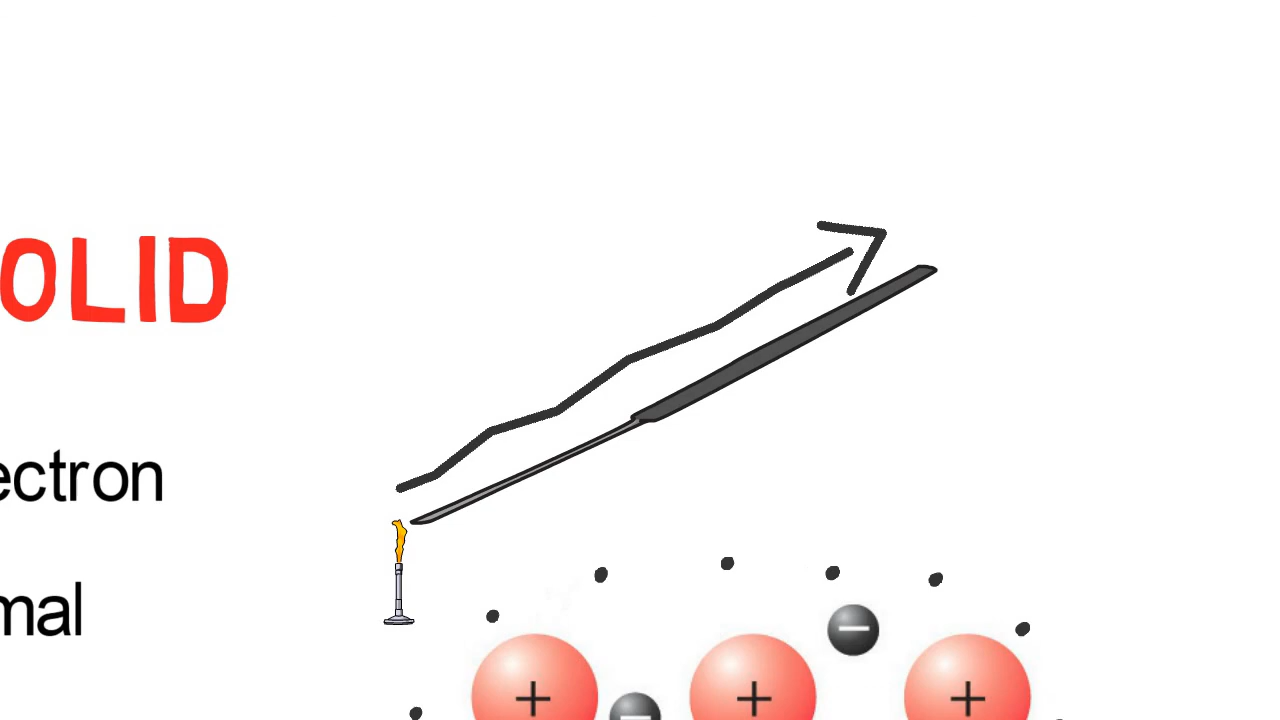 OLID
ectron
mal
+ + +
− −